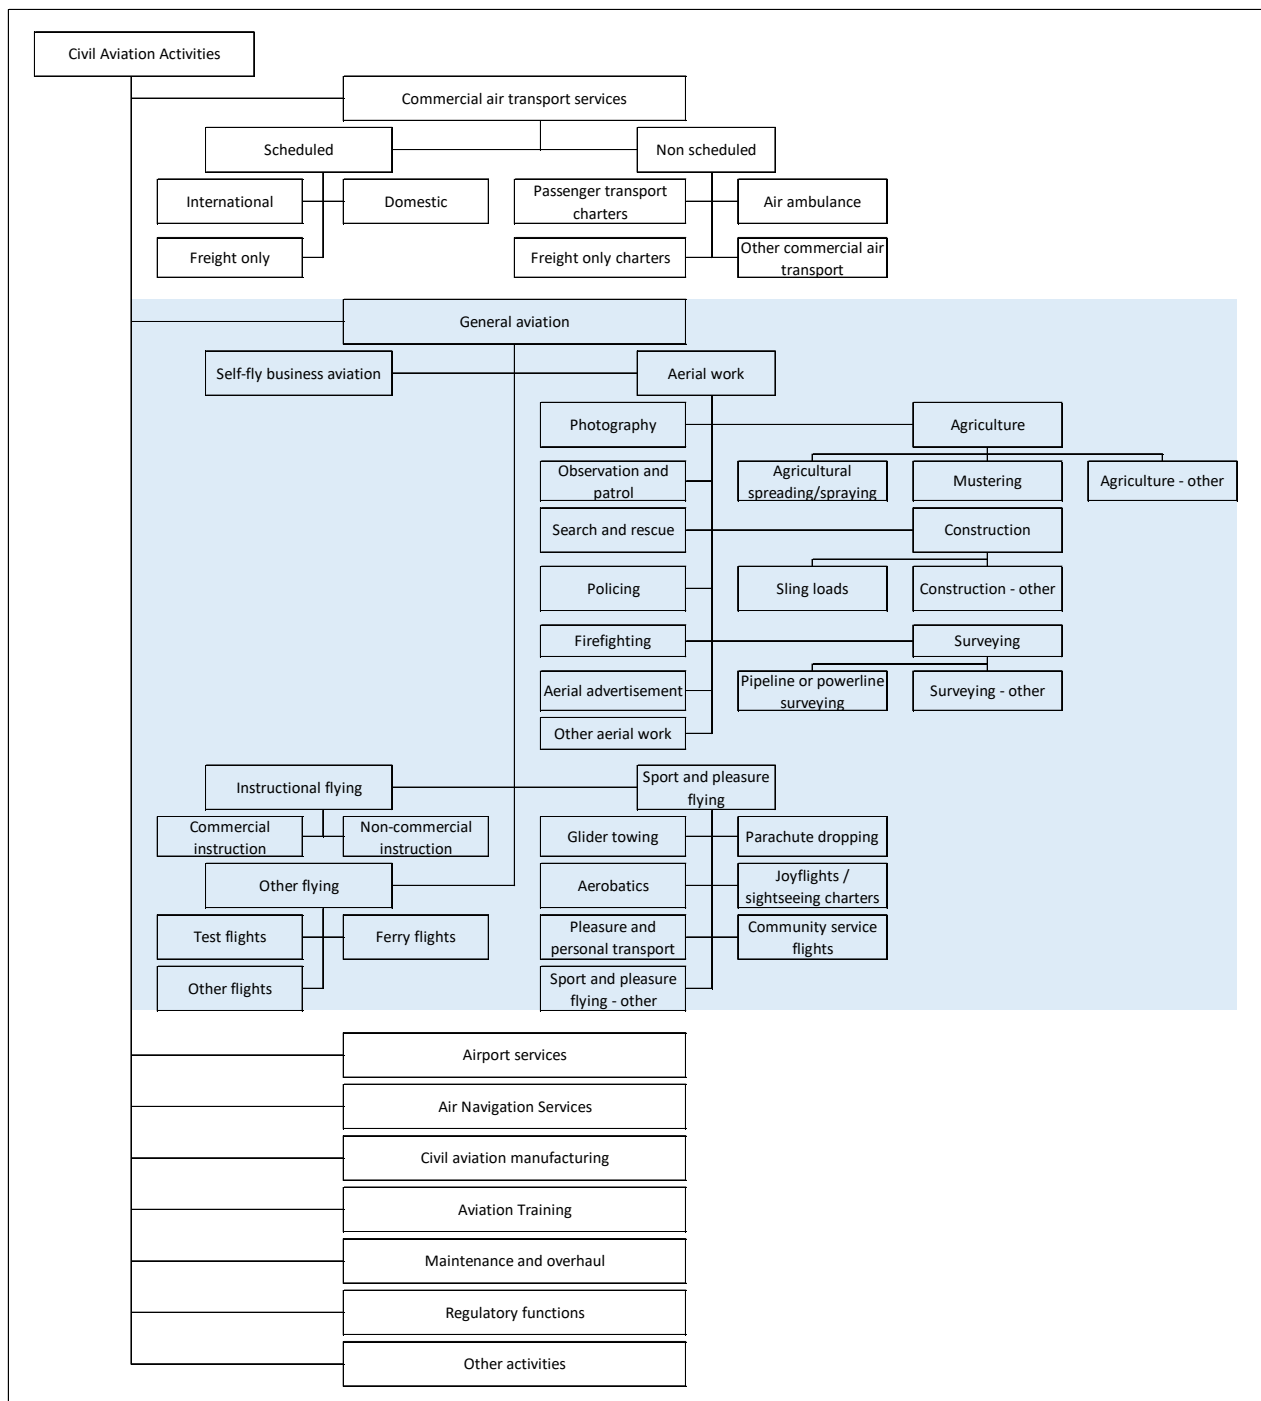 Civil Aviation Activities
Commercial air transport services
Scheduled
Non scheduled
International
Domestic
Passenger transport
charters
Air ambulance
Freight only
Freight only charters
Other commercial air
transport
General aviation
Self-fly business aviation
Aerial work
Photography
Agriculture
Observation and
patrol
Agricultural
spreading/spraying
Mustering
Agriculture - other
Search and rescue
Construction
Policing
Sling loads
Construction - other
Firefighting
Surveying
Aerial advertisement
Pipeline or powerline
surveying
Surveying - other
Other aerial work
Instructional flying
Sport and pleasure
flying
Commercial
instruction
Non-commercial
instruction
Glider towing
Parachute dropping
Other flying
Aerobatics
Joyflights /
sightseeing charters
Test flights
Ferry flights
Pleasure and
personal transport
Community service
flights
Other flights
Sport and pleasure
flying - other
Airport services
Air Navigation Services
Civil aviation manufacturing
Aviation Training
Maintenance and overhaul
Regulatory functions
Other activities